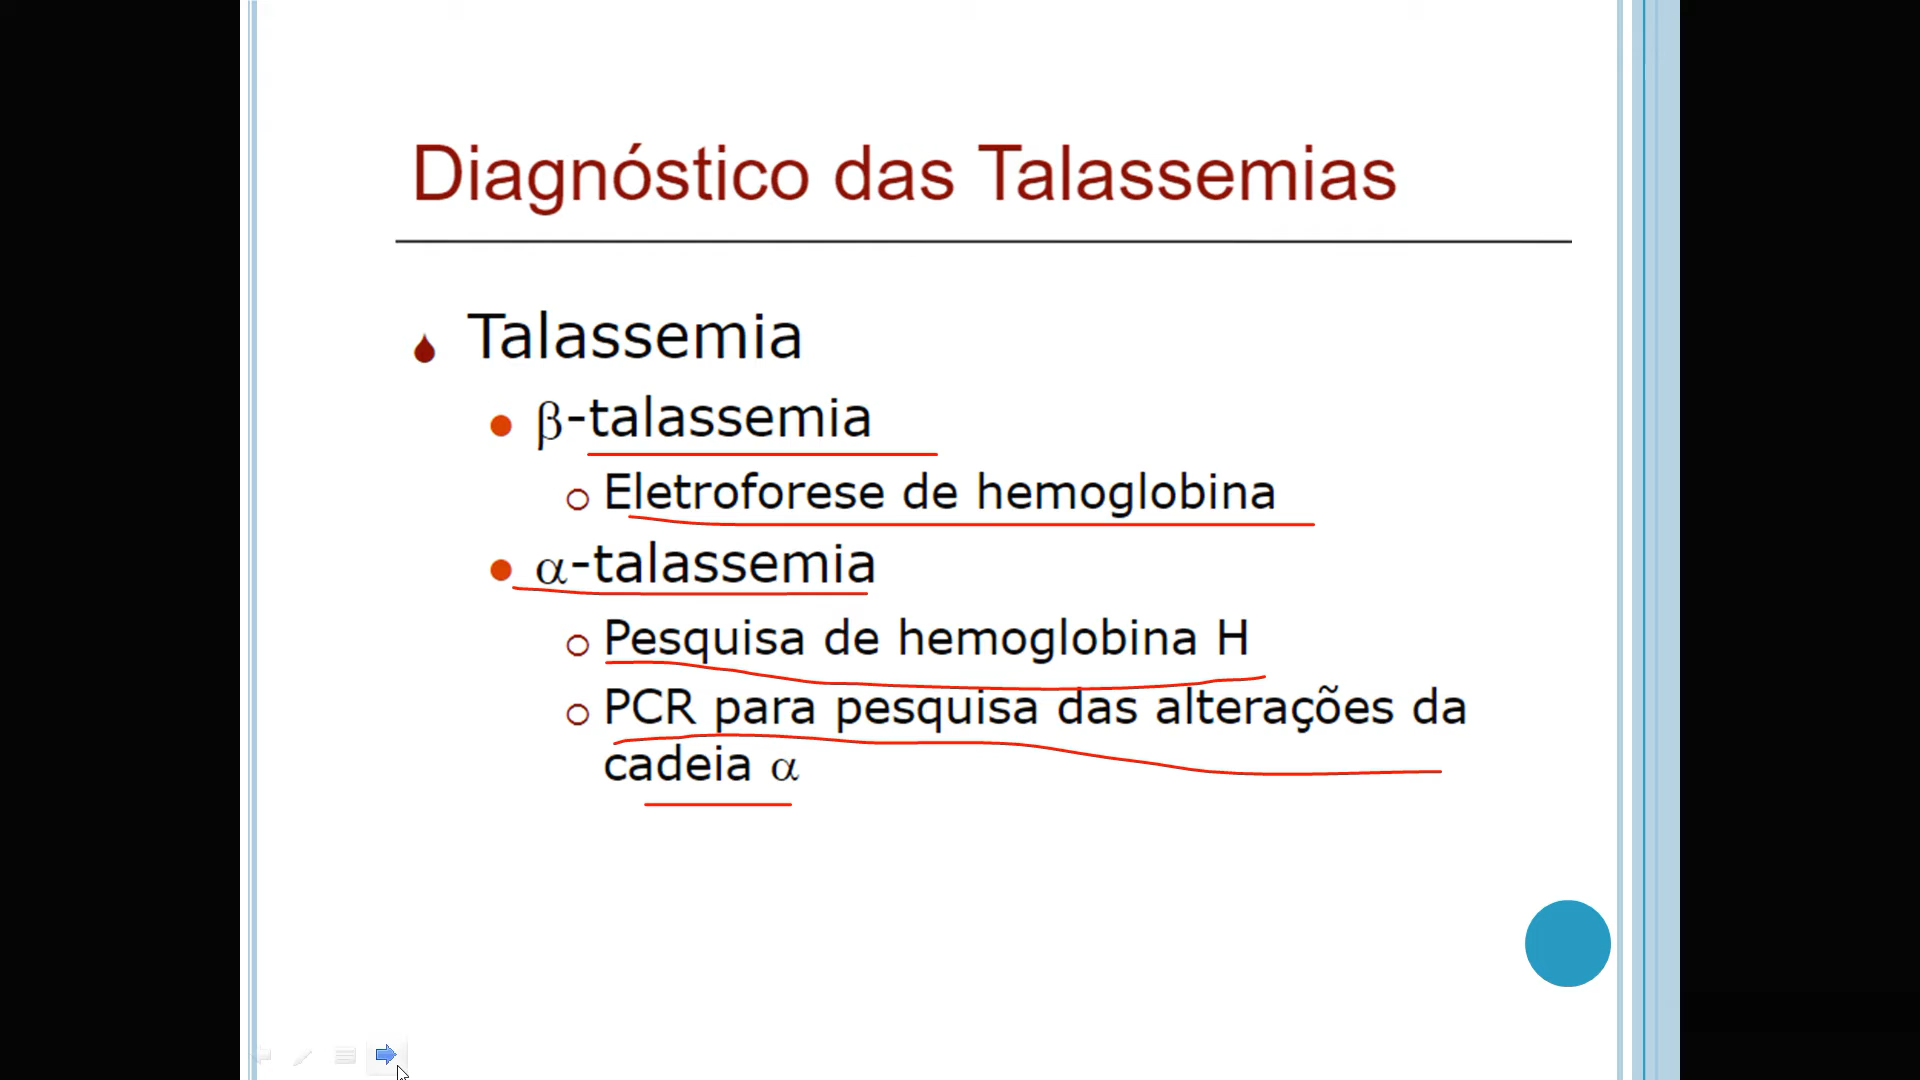 Diagnóstico das Talassemias
Talassemia
β-talassemia
Eletroforese de hemoglobina
α-talassemia
Pesquisa de hemoglobina H
PCR para pesquisa das alterações da
cadeia α